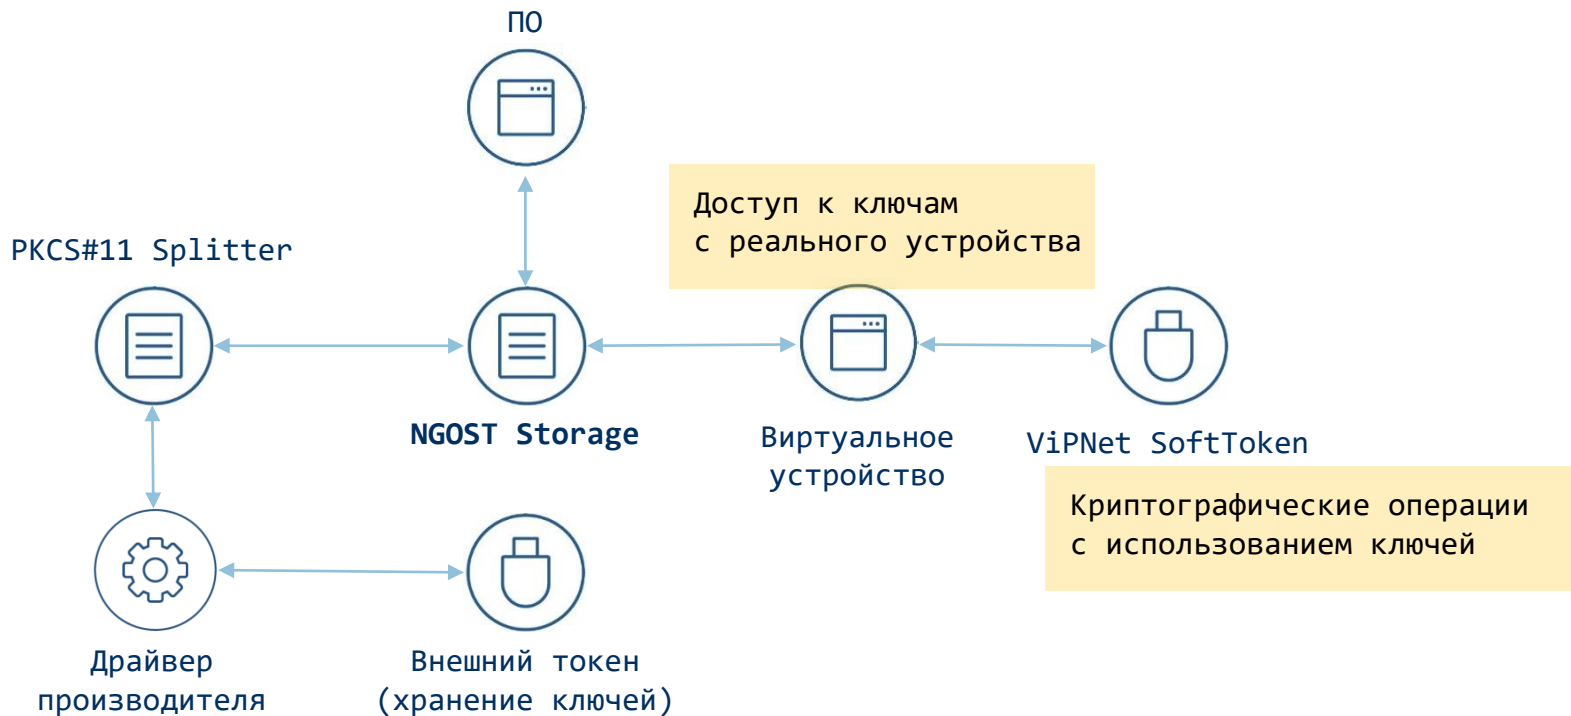 ПО
Доступ к ключам
с реального устройства
PKCS#11 Splitter
NGOST Storage
Виртуальное
устройство
ViPNet SoftToken
Криптографические операции
с использованием ключей
Драйвер
производителя
Внешний токен
(хранение ключей)